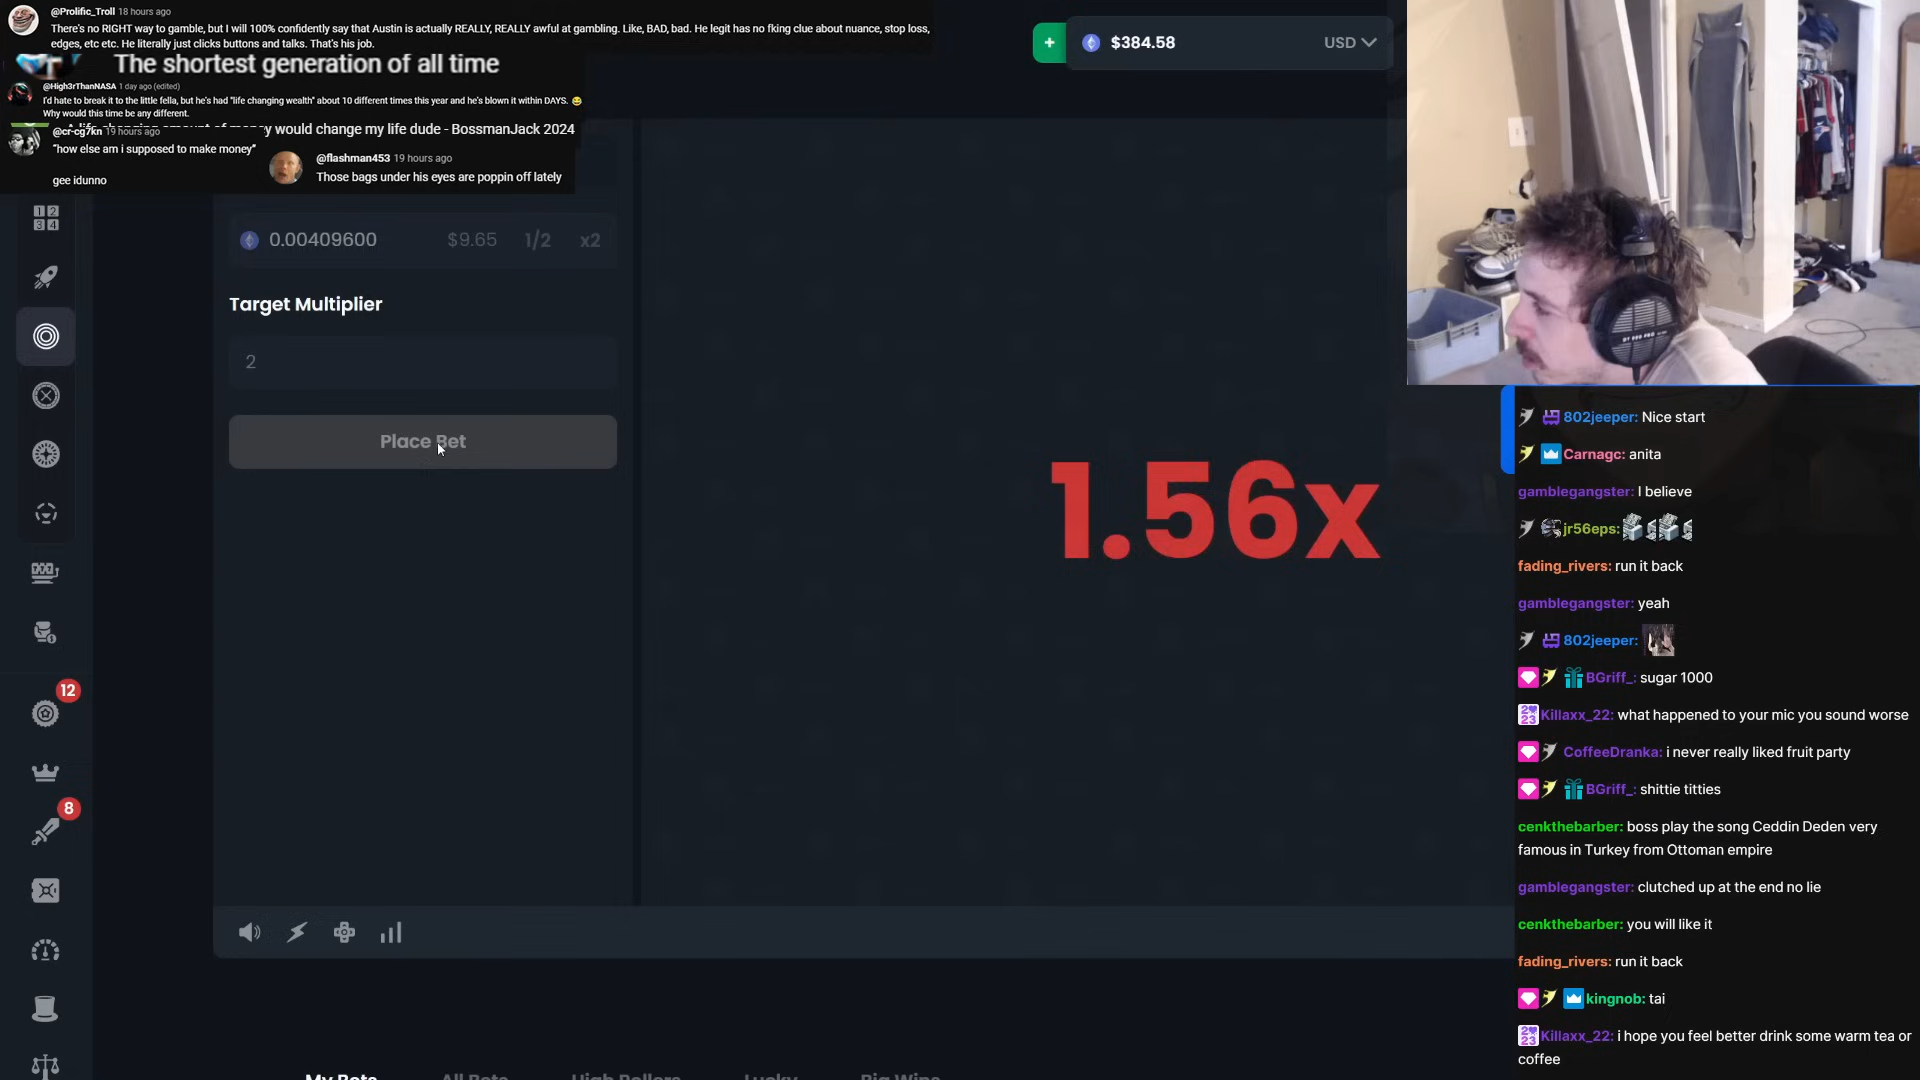 @Prolific_Troll 18 hours ago
There's no RIGHT way to gamble, but I will 100% confidently say that Austin is actually REALLY, REALLY awful at gambling. Like, BAD, bad. He legit has no fking clue about nuance, stop loss,
edges, etc etc. He literally just clicks buttons and talks. That's his job.
The shortest generation of all time
@High3rThanNASA 1 day ago (edited)
I'd hate to break it to the little fella, but he's had "life changing wealth" about 10 different times this year and he's blown it within DAYS. 😂
Why would this time be any different.
@cr-cg7kn 19 hours ago
would change my life dude - BossmanJack 2024
"how else am i supposed to make money"
gee idunno
@flashman453 19 hours ago
Those bags under his eyes are poppin off lately
+
$384.58
USD
1 2
3 4
0.00409600
$9.65
1/2
x2
Target Multiplier
2
Place Bet
1.56x
12
8
My Bets
All Bets
High Rollers
Lucky
Big Wins
802jeeper: Nice start
Carnagc: anita
gamblegangster: I believe
jr56eps:
fading_rivers: run it back
gamblegangster: yeah
802jeeper:
BGriff_: sugar 1000
Killaxx_22: what happened to your mic you sound worse
CoffeeDranka: i never really liked fruit party
BGriff_: shittie titties
cenkthebarber: boss play the song Ceddin Deden very
famous in Turkey from Ottoman empire
gamblegangster: clutched up at the end no lie
cenkthebarber: you will like it
fading_rivers: run it back
kingnob: tai
Killaxx_22: i hope you feel better drink some warm tea or
coffee